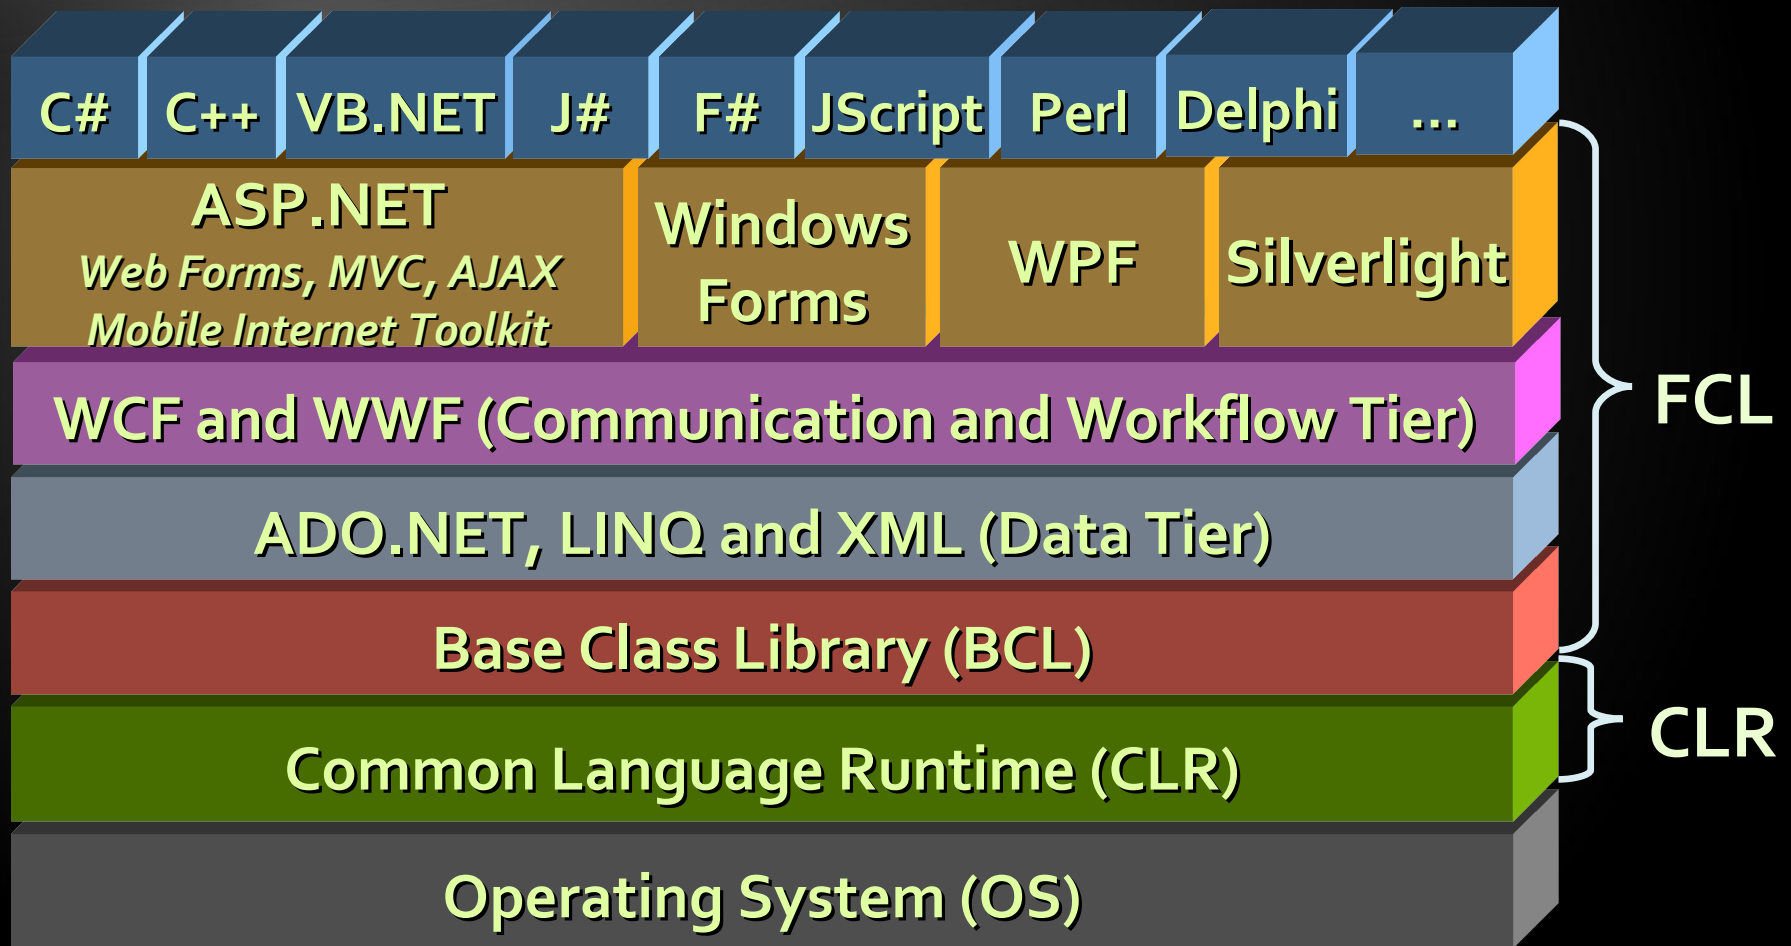 C# C++ VB.NET J# F# JScript Perl Delphi ...
ASP.NET
Web Forms, MVC, AJAX
Mobile Internet Toolkit
Windows
Forms
WPF
Silverlight
WCF and WWF (Communication and Workflow Tier)
FCL
ADO.NET, LINQ and XML (Data Tier)
Base Class Library (BCL)
Common Language Runtime (CLR)
CLR
Operating System (OS)